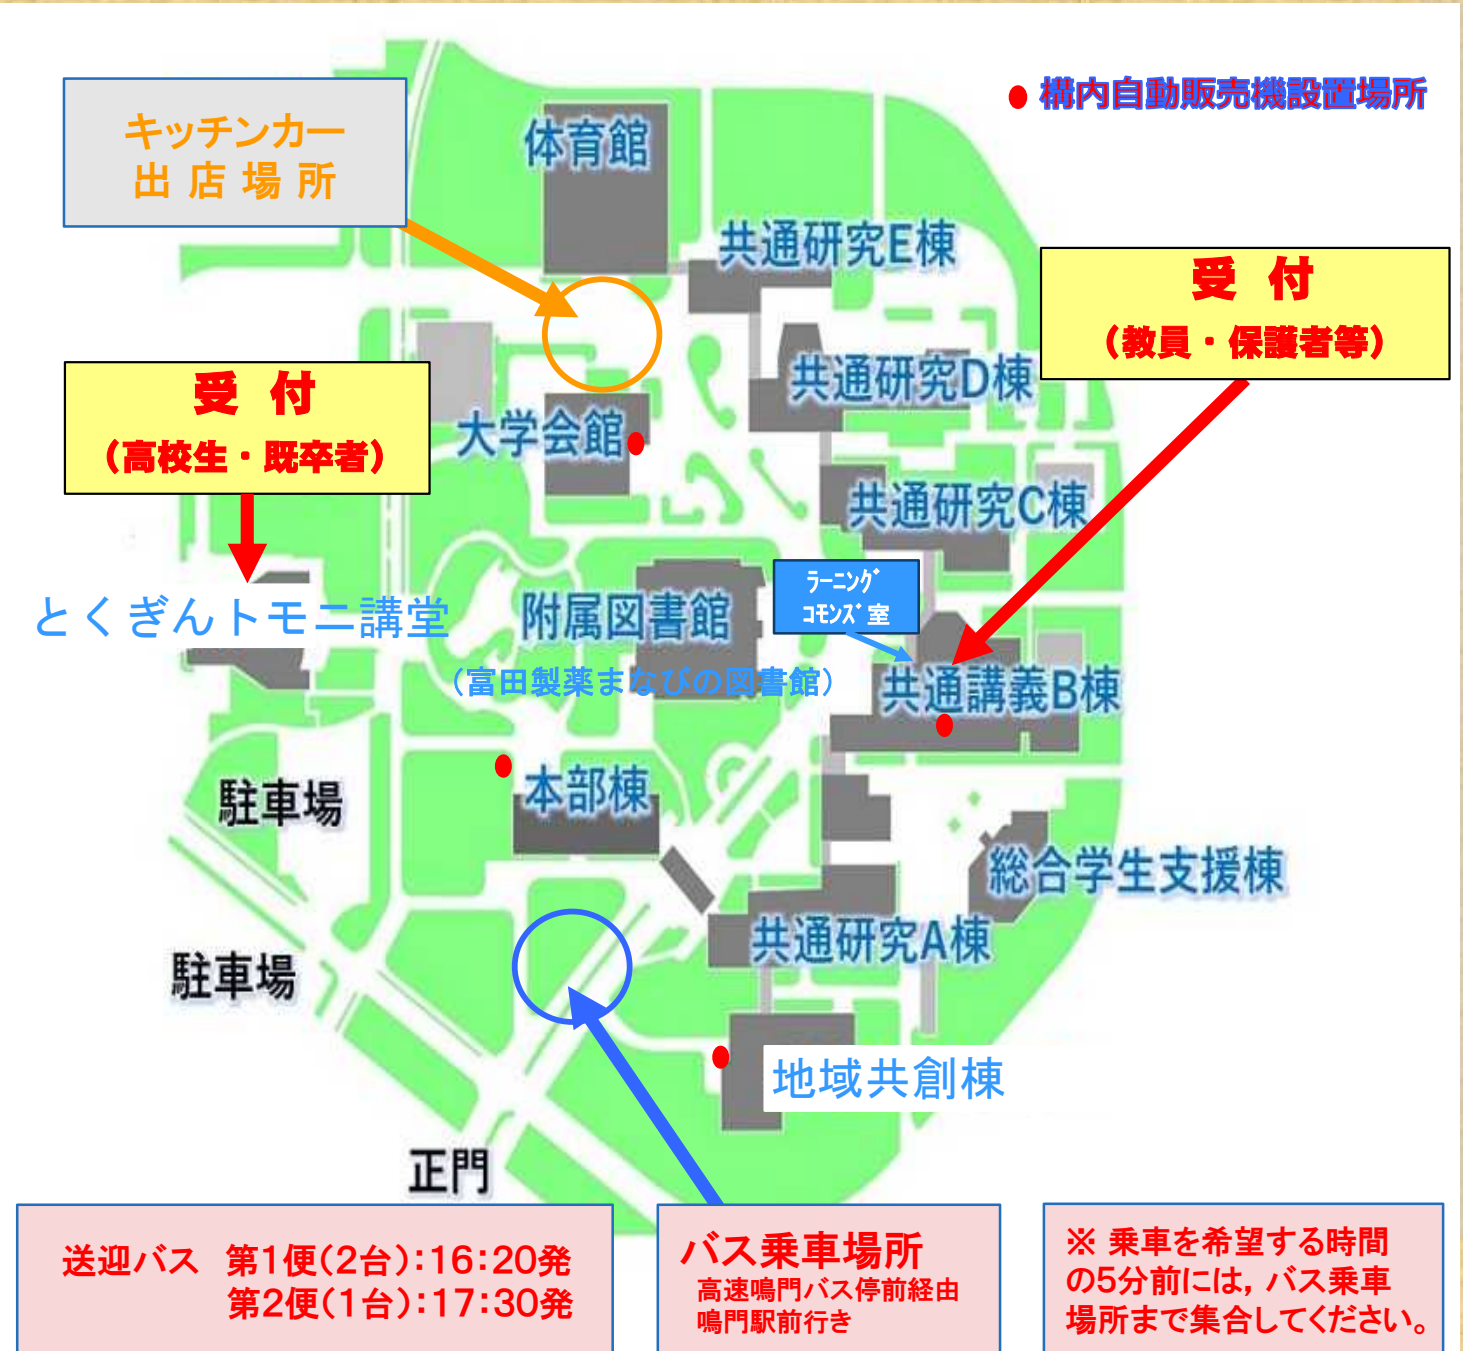 構内自動販売機設置場所
キッチンカー
出店場所
体育館
共通研究E棟
受 付
（教員・保護者等）
受 付
（高校生・既卒者）
共通研究D棟
大学会館
共通研究C棟
ラーニング
コモンズ室
とくぎんトモニ講堂
附属図書館
（富田製薬まなびの図書館）
共通講義B棟
駐車場
本部棟
総合学生支援棟
共通研究A棟
駐車場
地域共創棟
正門
送迎バス 第1便（2台）：16：20発
第2便（1台）：17：30発
バス乗車場所
高速鳴門バス停前経由
鳴門駅前行き
※ 乗車を希望する時間
の5分前には，バス乗車
場所まで集合してください。